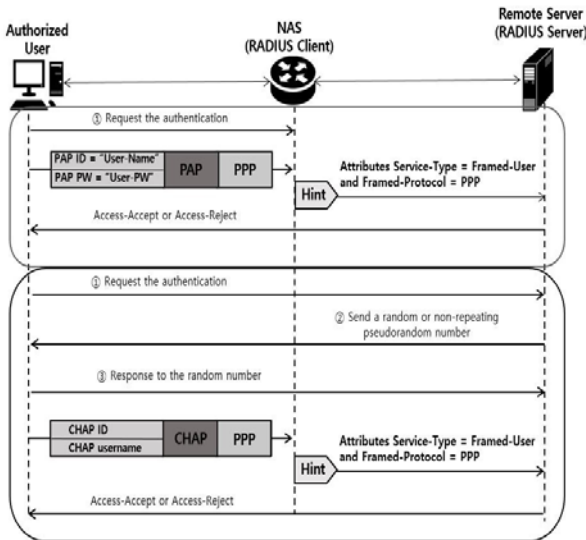 Authorized
User
NAS
(RADIUS Client)
Remote Server
(RADIUS Server)
① Request the authentication
PAP ID = "User-Name"
PAP PW = "User-PW"
PAP
PPP
Hint
Attributes Service-Type = Framed-User
and Framed-Protocol = PPP
Access-Accept or Access-Reject
① Request the authentication
② Send a random or non-repeating
pseudorandom number
③ Response to the random number
CHAP ID
CHAP username
CHAP
PPP
Hint
Attributes Service-Type = Framed-User
and Framed-Protocol = PPP
Access-Accept or Access-Reject